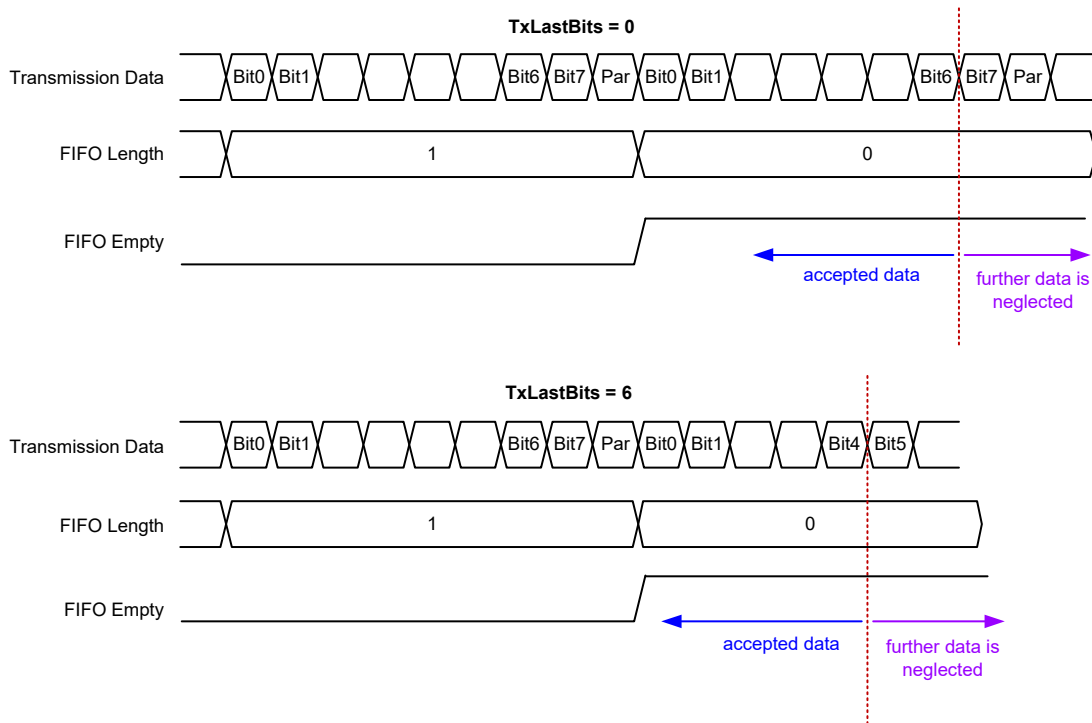 TxLastBits = 0
Transmission Data Bit0 Bit1 Bit6 Bit7 Par Bit0 Bit1 Bit6 Bit7 Par
FIFO Length 1 0
FIFO Empty
accepted data further data is
neglected
TxLastBits = 6
Transmission Data Bit0 Bit1 Bit6 Bit7 Par Bit0 Bit1 Bit4 Bit5
FIFO Length 1 0
FIFO Empty
accepted data further data is
neglected